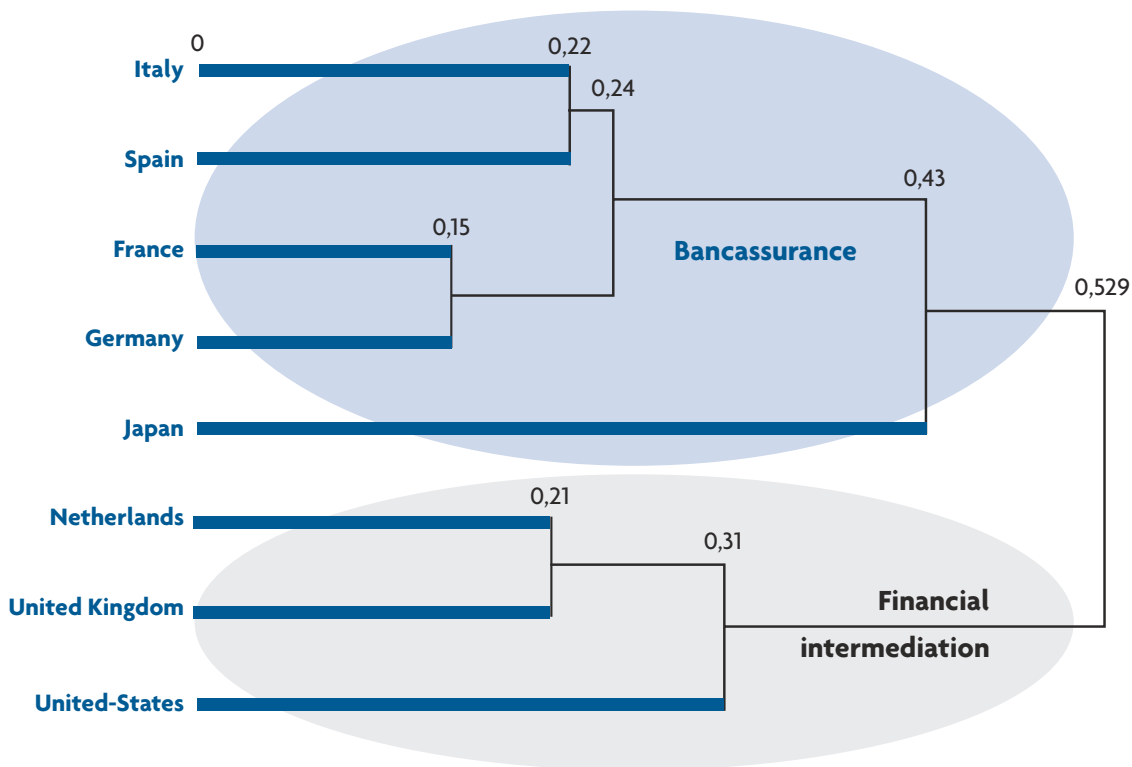 0
0,22
Italy
0,24
Spain
0,43
0,15
France
Bancassurance
0,529
Germany
Japan
0,21
Netherlands
0,31
United Kingdom
Financial
intermediation
United-States